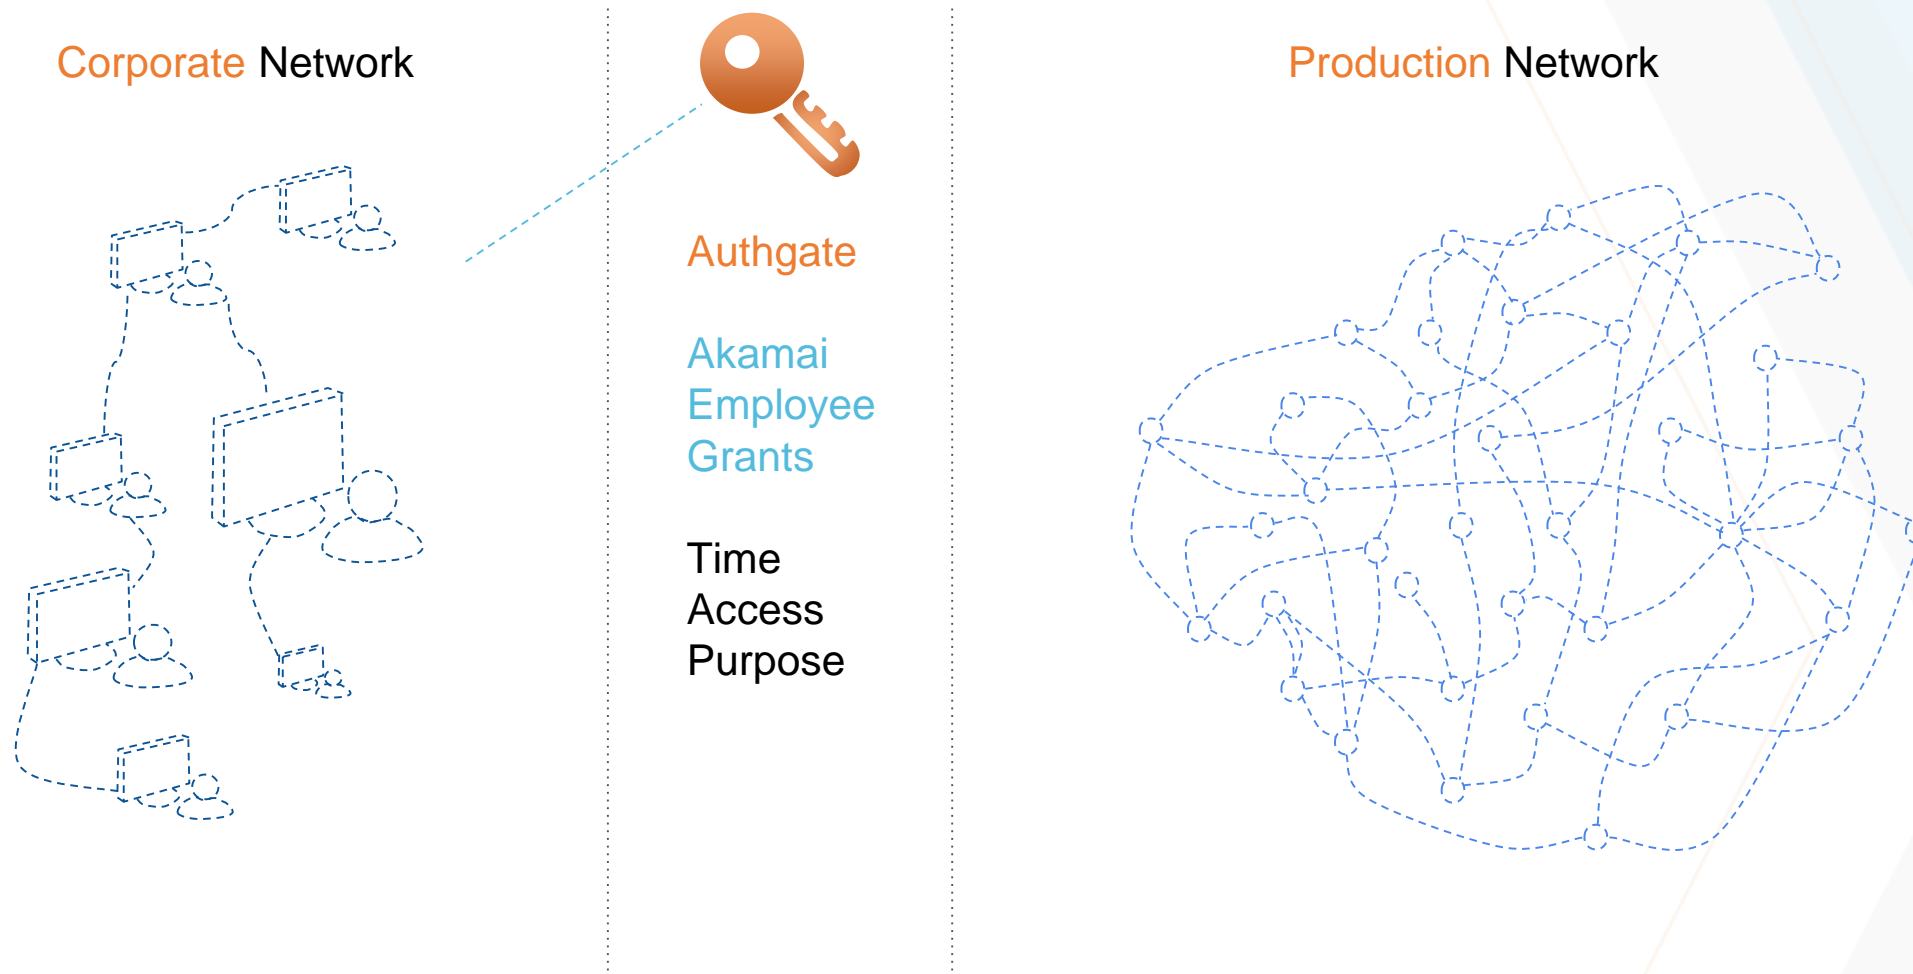 Corporate Network
Authgate
Akamai
Employee
Grants
Time
Access
Purpose
Production Network